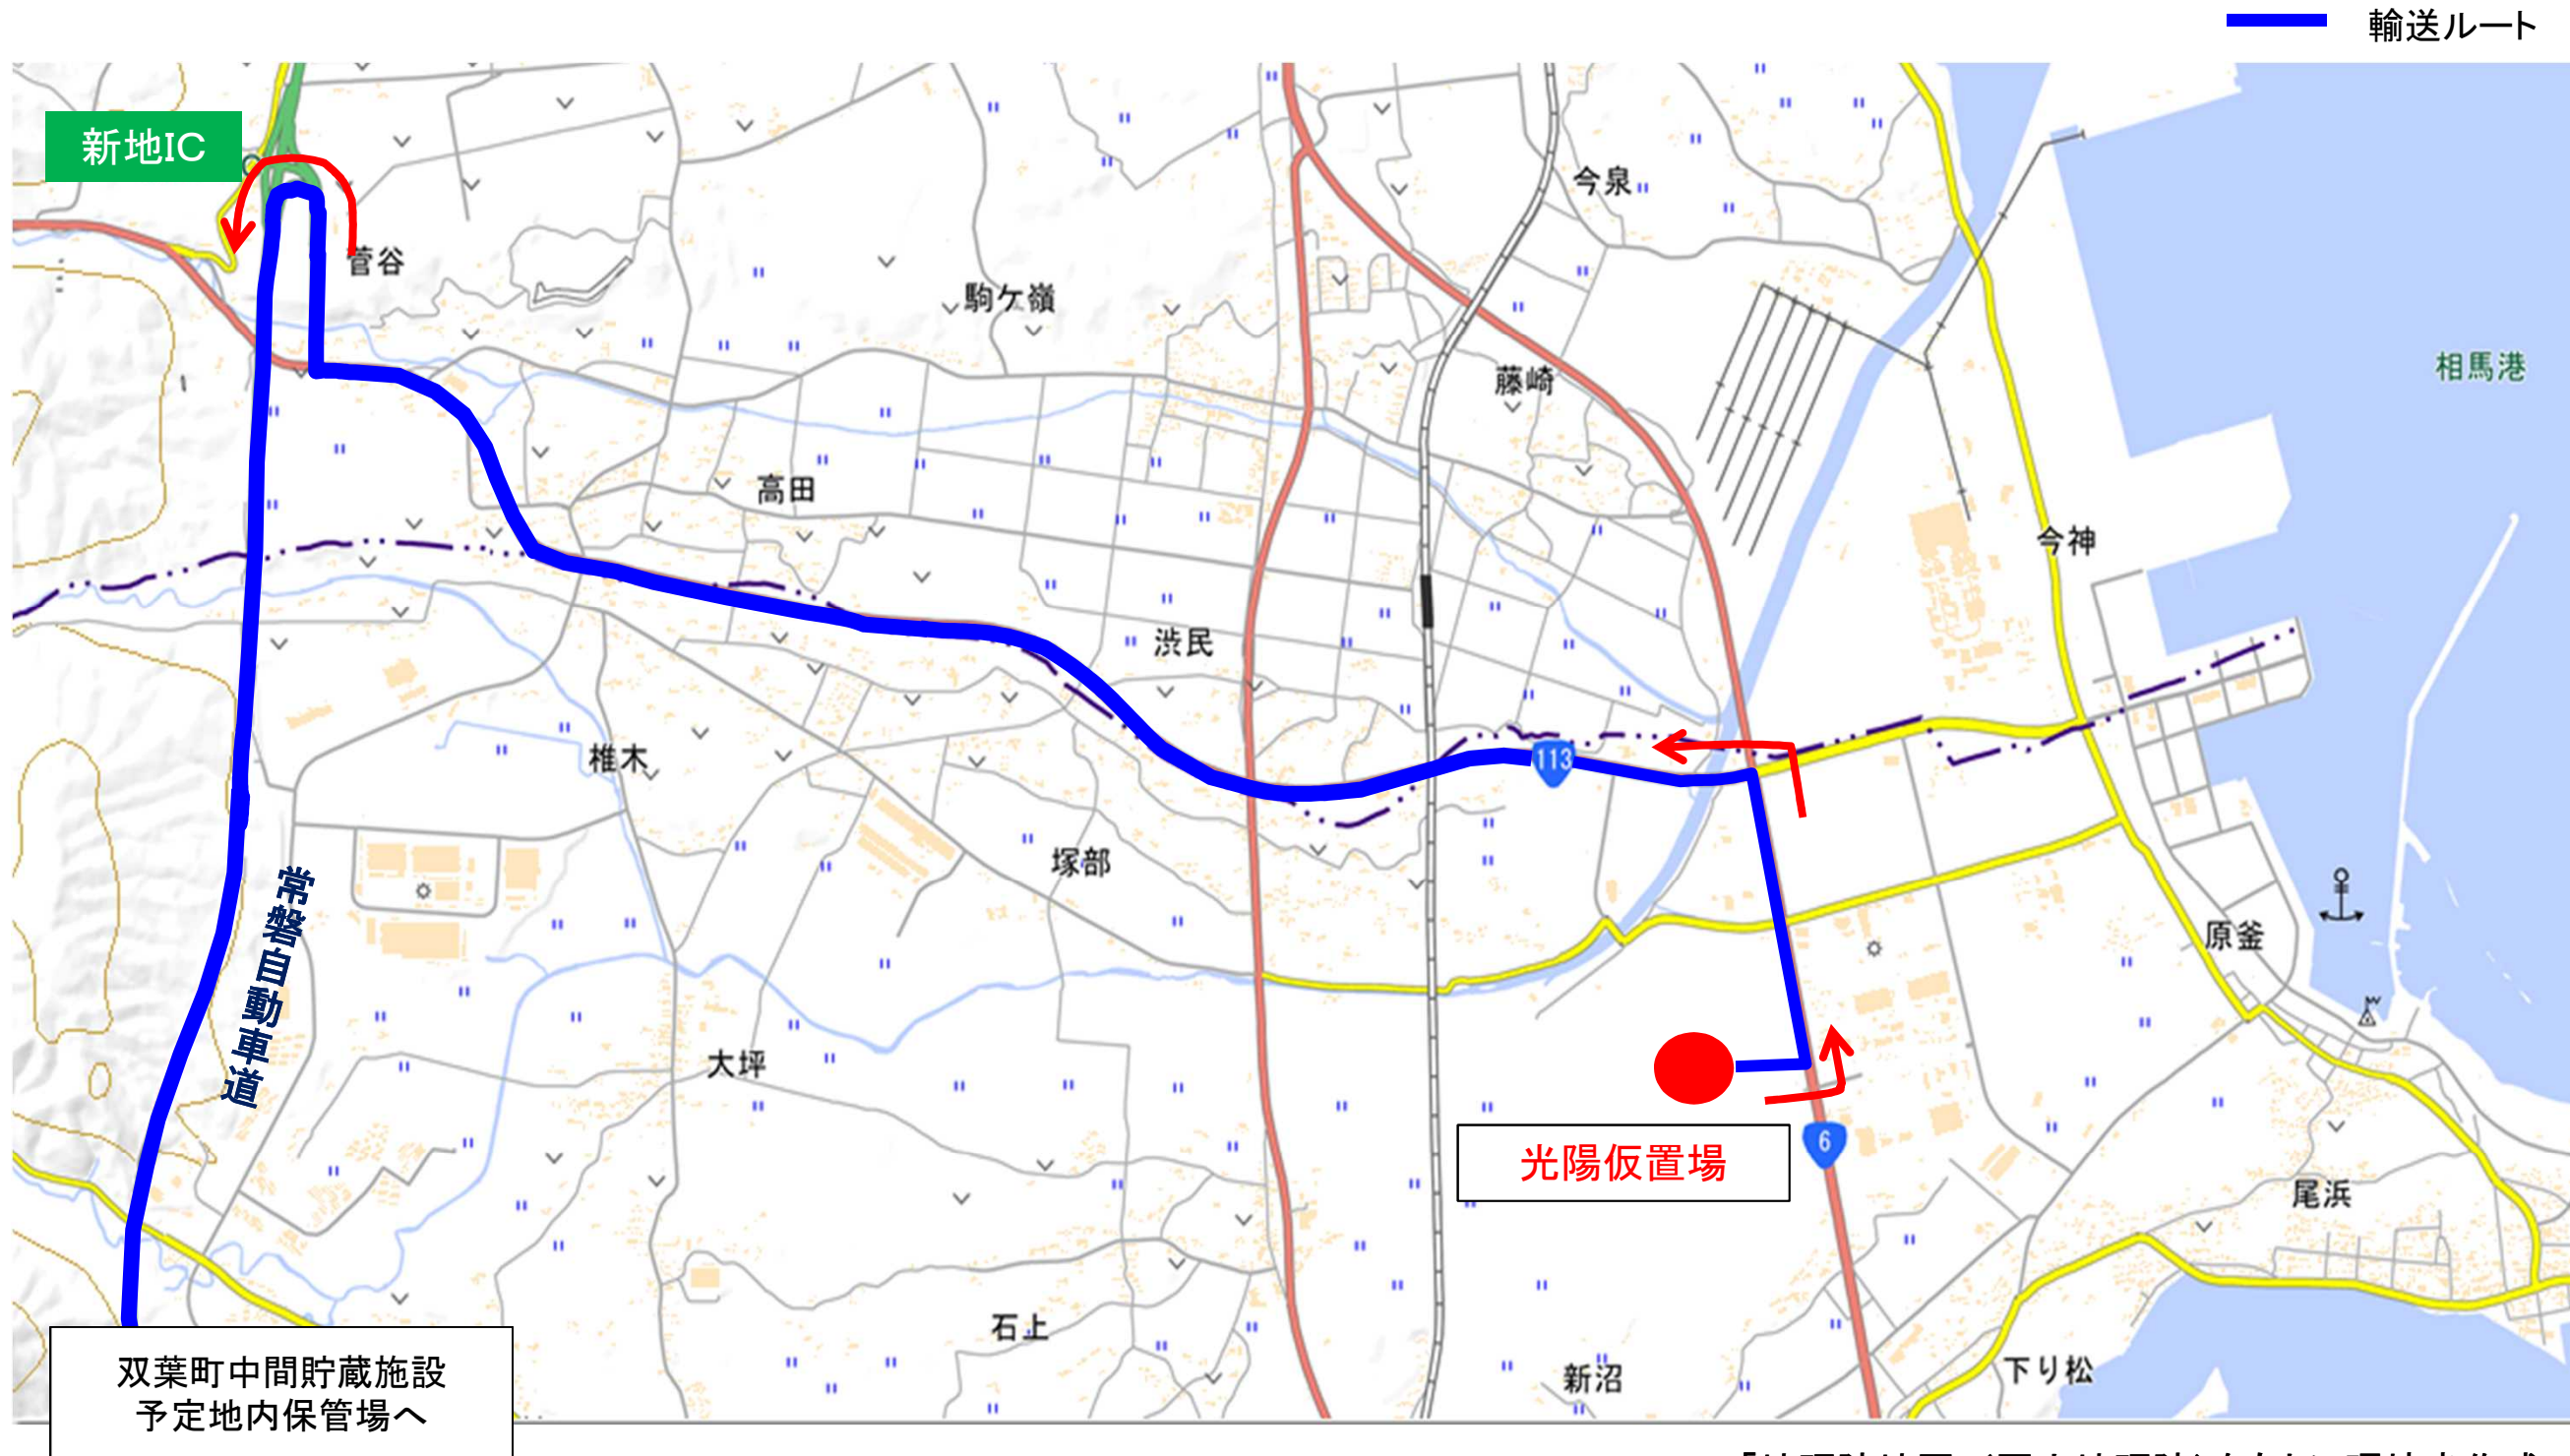 輸送ルート
新地IC
今泉
菅谷
駒ケ嶺
相馬港
藤崎
高田
今神
渋民
椎木
113
塚部
常磐自動車道
原釜
大坪
光陽仮置場
6
尾浜
石上
新沼
下り松
双葉町中間貯蔵施設
予定地内保管場へ